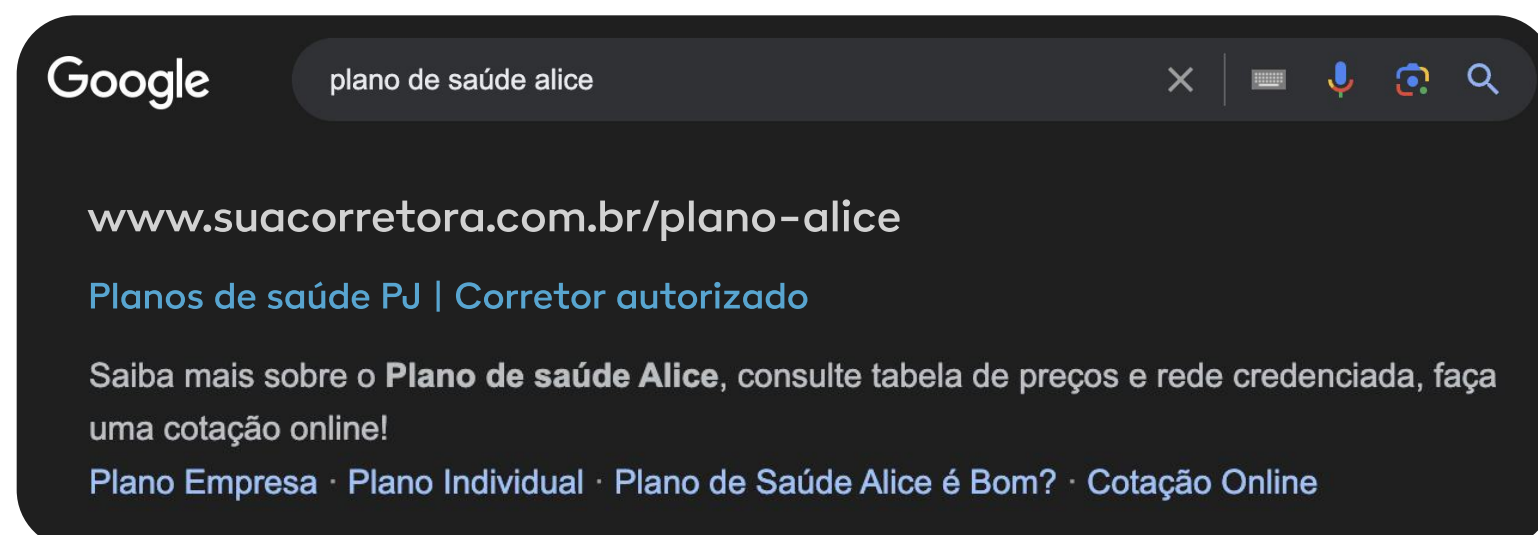 Google
plano de saúde alice
www.suacorretora.com.br/plano-alice
Planos de saúde PJ | Corretor autorizado
Saiba mais sobre o Plano de saúde Alice, consulte tabela de preços e rede credenciada, faça
uma cotação online!
Plano Empresa · Plano Individual · Plano de Saúde Alice é Bom? · Cotação Online